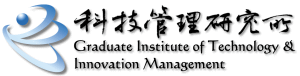 科技管理研究所
Graduate Institute of Technology &
Innovation Management